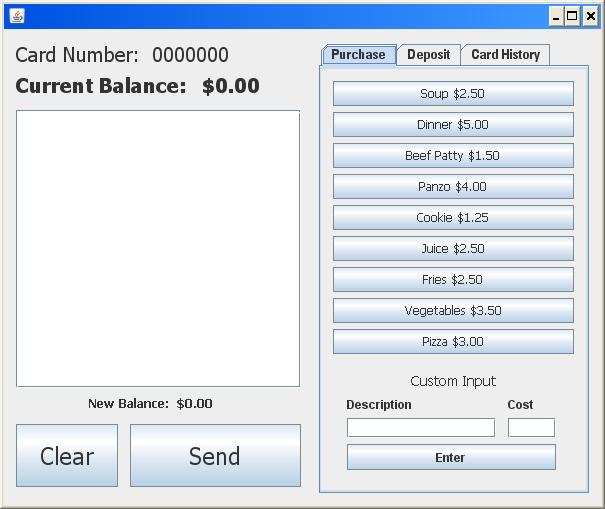 Card Number: 0000000
Current Balance: $0.00
New Balance: $0.00
Clear
Send
Purchase
Deposit
Card History
Soup $2.50
Dinner $5.00
Beef Patty $1.50
Panzo $4.00
Cookie $1.25
Juice $2.50
Fries $2.50
Vegetables $3.50
Pizza $3.00
Custom Input
Description
Cost
Enter